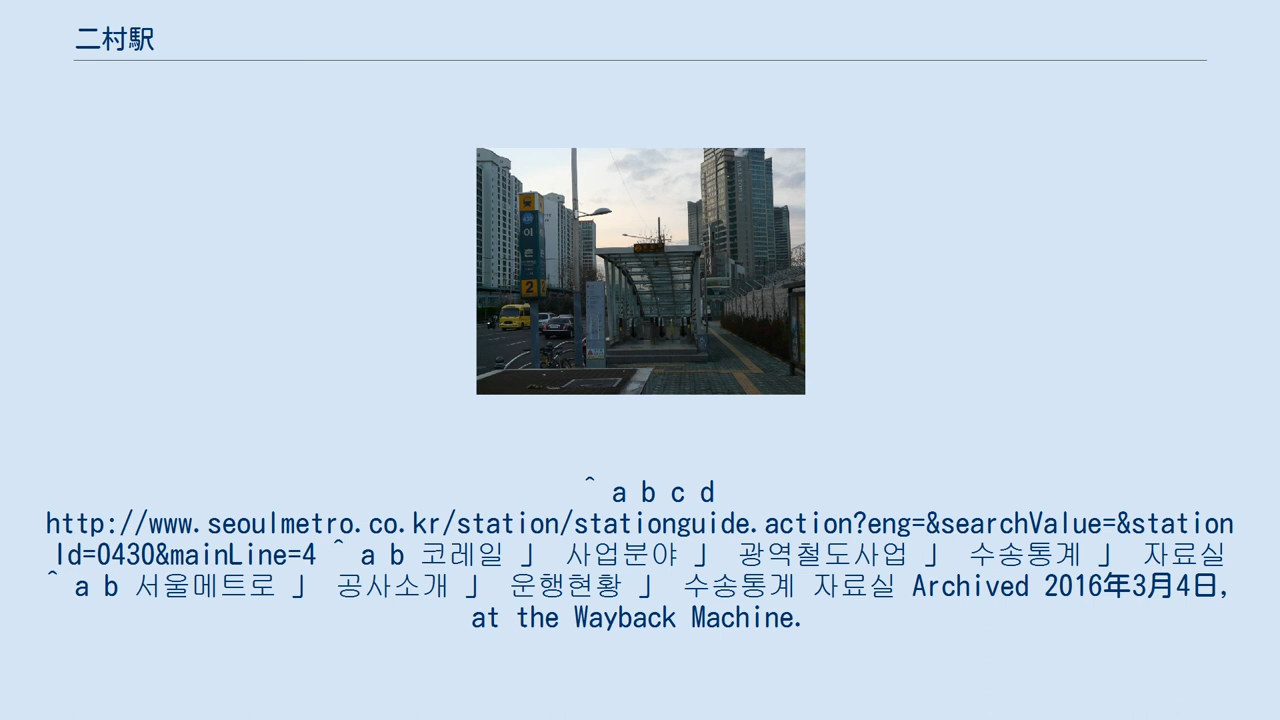 二村駅
이
촌
2
^ a b c d
http://www.seoulmetro.co.kr/station/stationguide.action?eng=&searchValue=&station
Id=0430&mainLine=4 ^ a b 코레일 」 사업분야 」 광역철도사업 」 수송통계 」 자료실
^ a b 서울메트로 」 공사소개 」 운행현황 」 수송통계 자료실 Archived 2016年3月4日,
at the Wayback Machine.